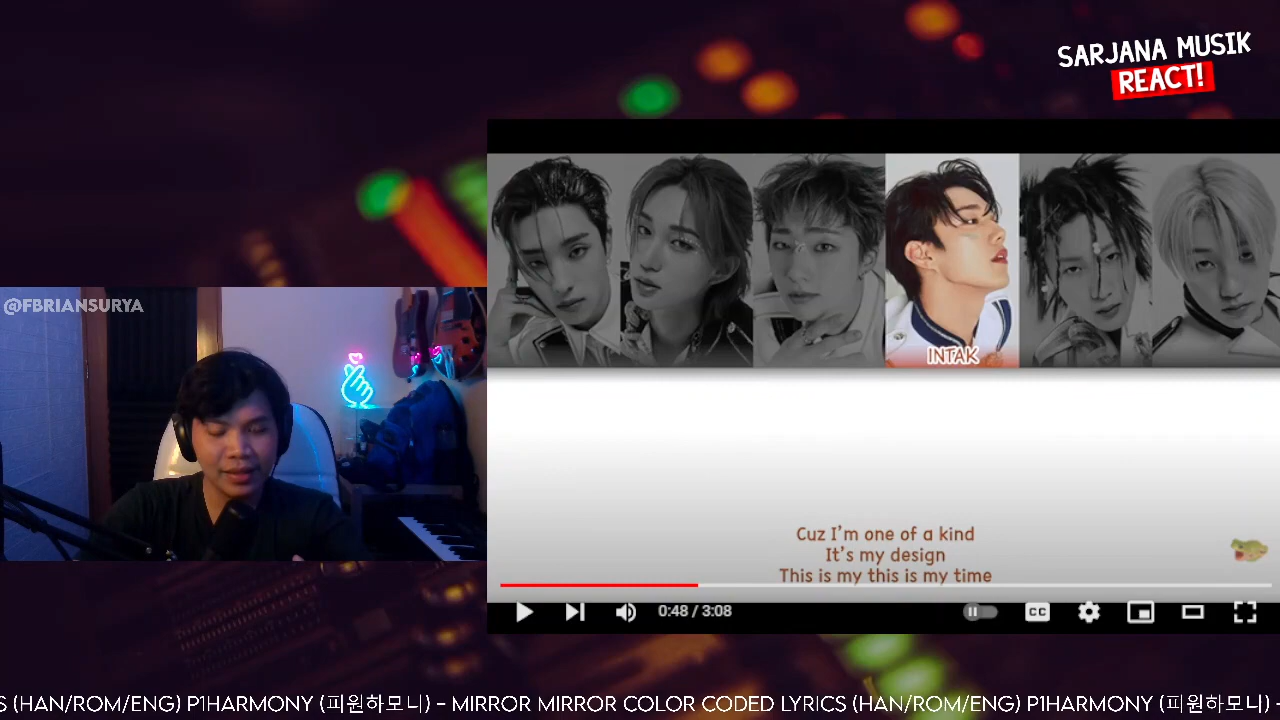 SARJANA MUSIK
REACT!
@FBRIANSURYA
INTAK
Cuz I'm one of a kind
It's my design
This is my this is my time
0:48 / 3:08
CC
S (HAN/ROM/ENG) P1HARMONY (피원하모니) - MIRROR MIRROR COLOR CODED LYRICS (HAN/ROM/ENG) P1HARMONY (피원하모니) -